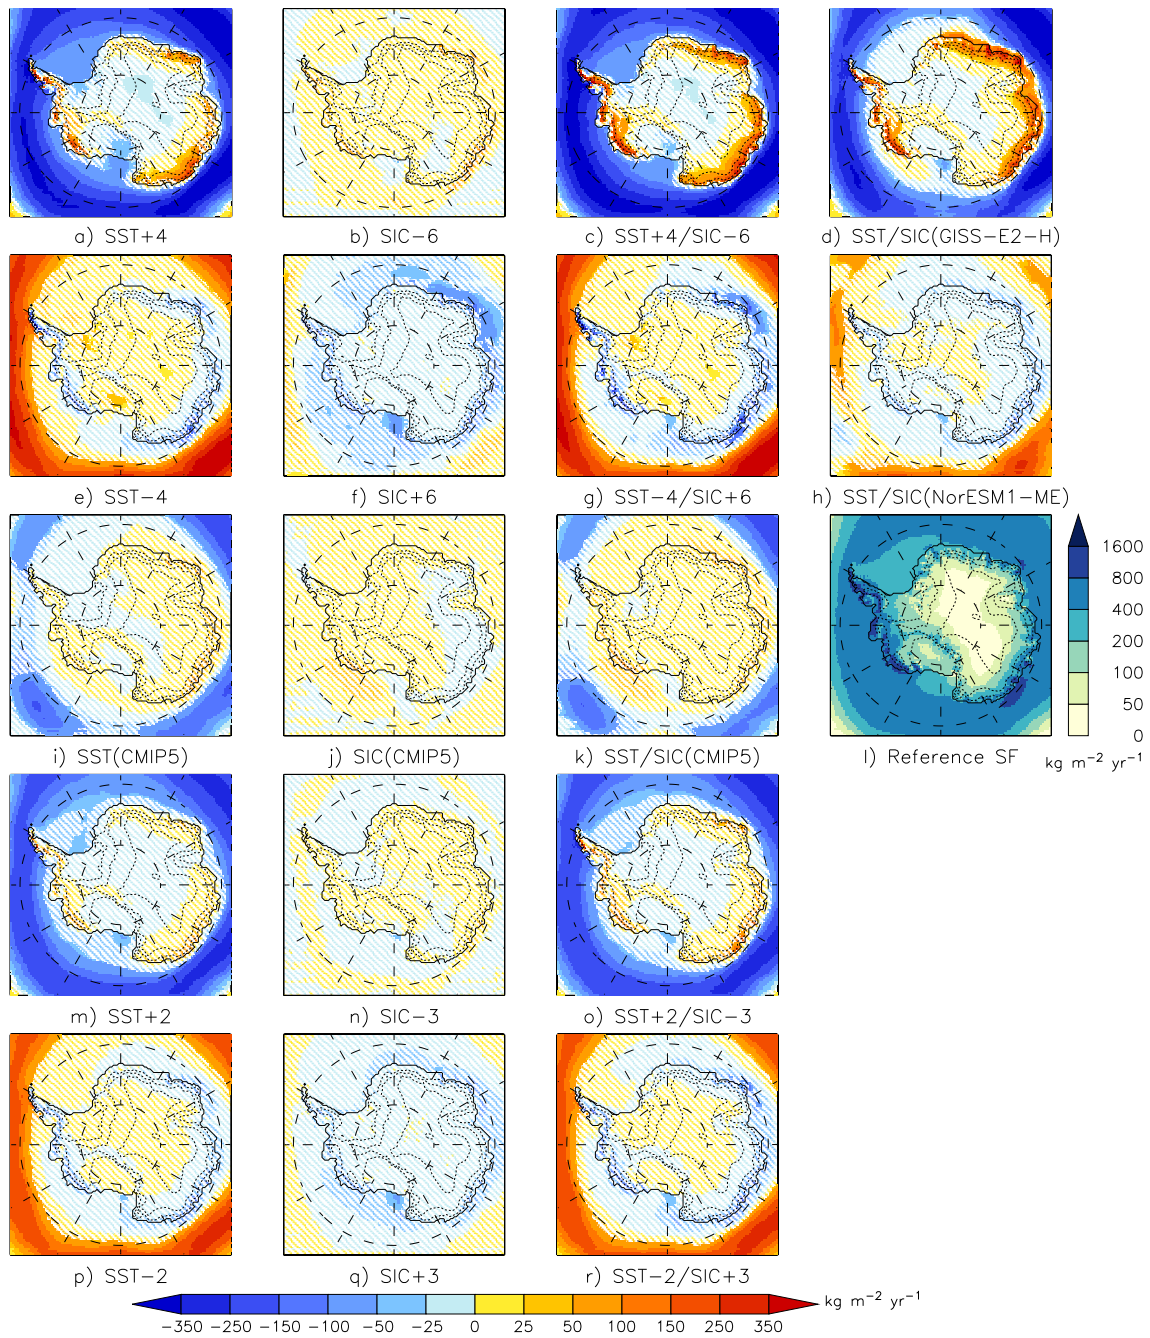 a) SST+4
b) SIC−6
c) SST+4/SIC−6
d) SST/SIC(GISS−E2−H)
e) SST−4
f) SIC+6
g) SST−4/SIC+6
h) SST/SIC(NorESM1−ME)
1600
800
400
200
100
50
0
kg m−2 yr−1
i) SST(CMIP5)
j) SIC(CMIP5)
k) SST/SIC(CMIP5)
l) Reference SF
m) SST+2
n) SIC−3
o) SST+2/SIC−3
p) SST−2
q) SIC+3
r) SST−2/SIC+3
kg m−2 yr−1
−350 −250 −150 −100 −50 −25 0 25 50 100 150 250 350